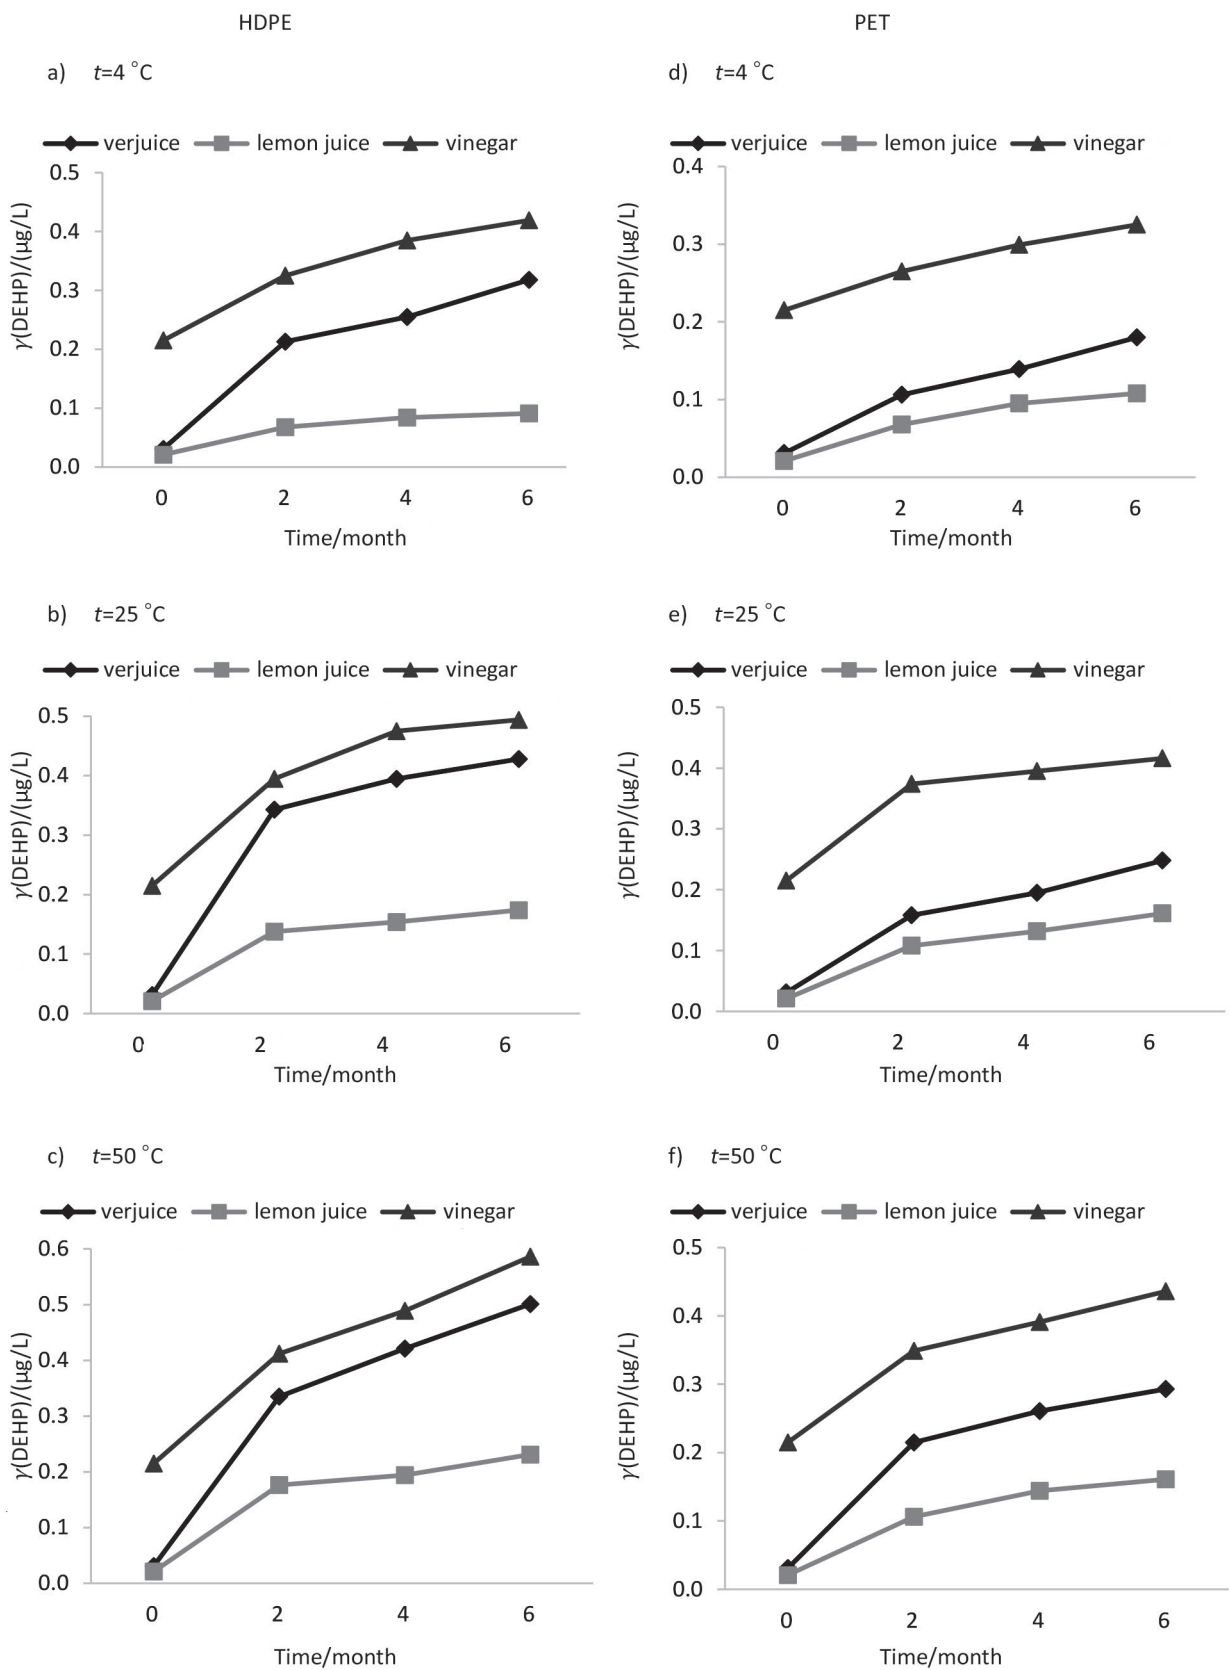 HDPE
PET
a) t=4 °C
verjuice lemon juice vinegar
γ(DEHP)/(μg/L)
0.5
0.4
0.3
0.2
0.1
0.0
0 2 4 6
Time/month
d) t=4 °C
verjuice lemon juice vinegar
γ(DEHP)/(μg/L)
0.4
0.3
0.2
0.1
0.0
0 2 4 6
Time/month
b) t=25 °C
verjuice lemon juice vinegar
γ(DEHP)/(μg/L)
0.5
0.4
0.3
0.2
0.1
0.0
0 2 4 6
Time/month
e) t=25 °C
verjuice lemon juice vinegar
γ(DEHP)/(μg/L)
0.5
0.4
0.3
0.2
0.1
0.0
0 2 4 6
Time/month
c) t=50 °C
verjuice lemon juice vinegar
γ(DEHP)/(μg/L)
0.6
0.5
0.4
0.3
0.2
0.1
0.0
0 2 4 6
Time/month
f) t=50 °C
verjuice lemon juice vinegar
γ(DEHP)/(μg/L)
0.5
0.4
0.3
0.2
0.1
0.0
0 2 4 6
Time/month